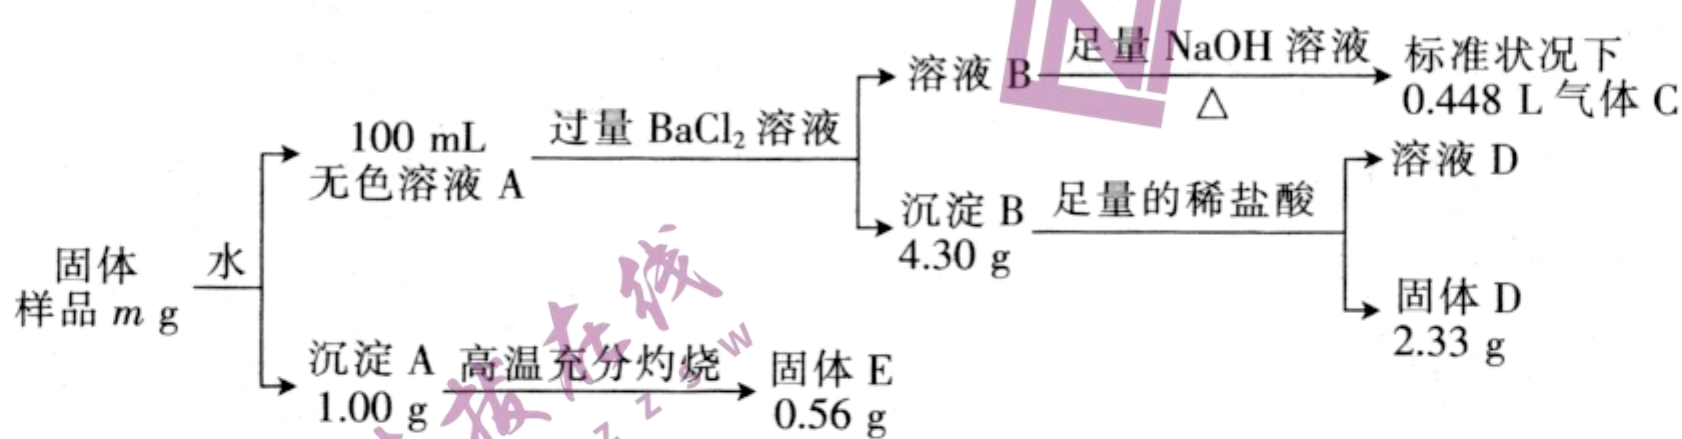 固体
样品 m g
水
100 mL
无色溶液 A
过量 BaCl₂ 溶液
溶液 B
足量 NaOH 溶液
△
标准状况下
0.448 L 气体 C
沉淀 B
4.30 g
足量的稀盐酸
溶液 D
固体 D
2.33 g
沉淀 A
1.00 g
高温充分灼烧
固体 E
0.56 g
在线
z z s w